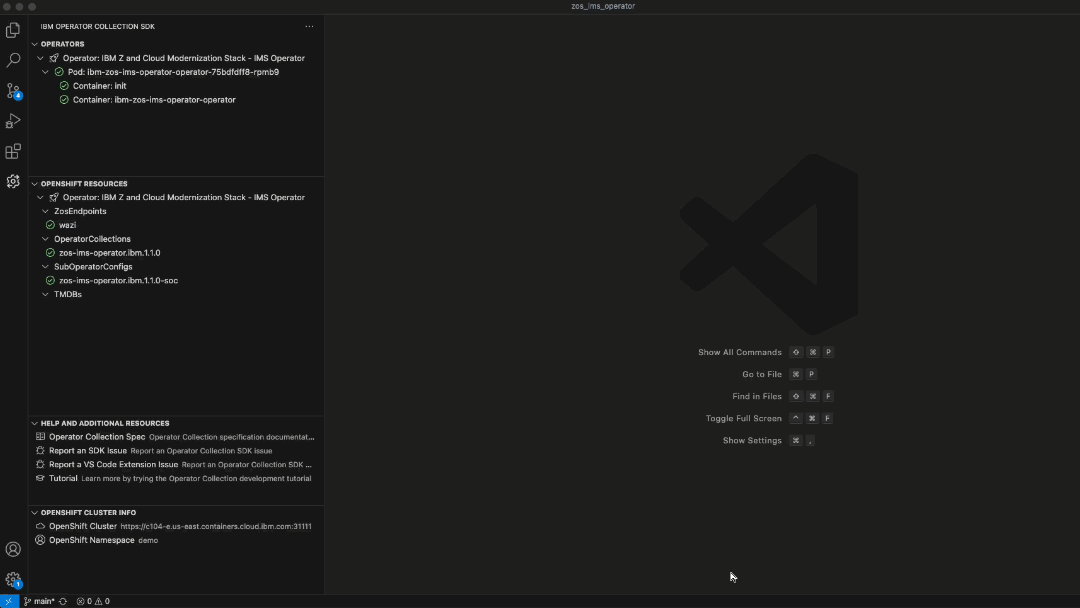 zos_ims_operator
IBM OPERATOR COLLECTION SDK
OPERATORS
Operator: IBM Z and Cloud Modernization Stack - IMS Operator
Pod: ibm-zos-ims-operator-operator-75bdfdff8-rpmb9
Container: init
Container: ibm-zos-ims-operator-operator
4
OPENSHIFT RESOURCES
Operator: IBM Z and Cloud Modernization Stack - IMS Operator
ZosEndpoints
wazi
OperatorCollections
zos-ims-operator.ibm.1.1.0
SubOperatorConfigs
zos-ims-operator.ibm.1.1.0-soc
TMDBs
Show All Commands ⇧ ⌘ P
Go to File ⌘ P
Find in Files ⇧ ⌘ F
Toggle Full Screen ^ ⌘ F
Show Settings ⌘ ,
HELP AND ADDITIONAL RESOURCES
Operator Collection Spec Operator Collection specification documentat...
Report an SDK Issue Report an Operator Collection SDK issue
Report a VS Code Extension Issue Report an Operator Collection SDK ...
Tutorial Learn more by trying the Operator Collection development tutorial
OPENSHIFT CLUSTER INFO
OpenShift Cluster https://c104-e.us-east.containers.cloud.ibm.com:31111
OpenShift Namespace demo
1
main* 0 0